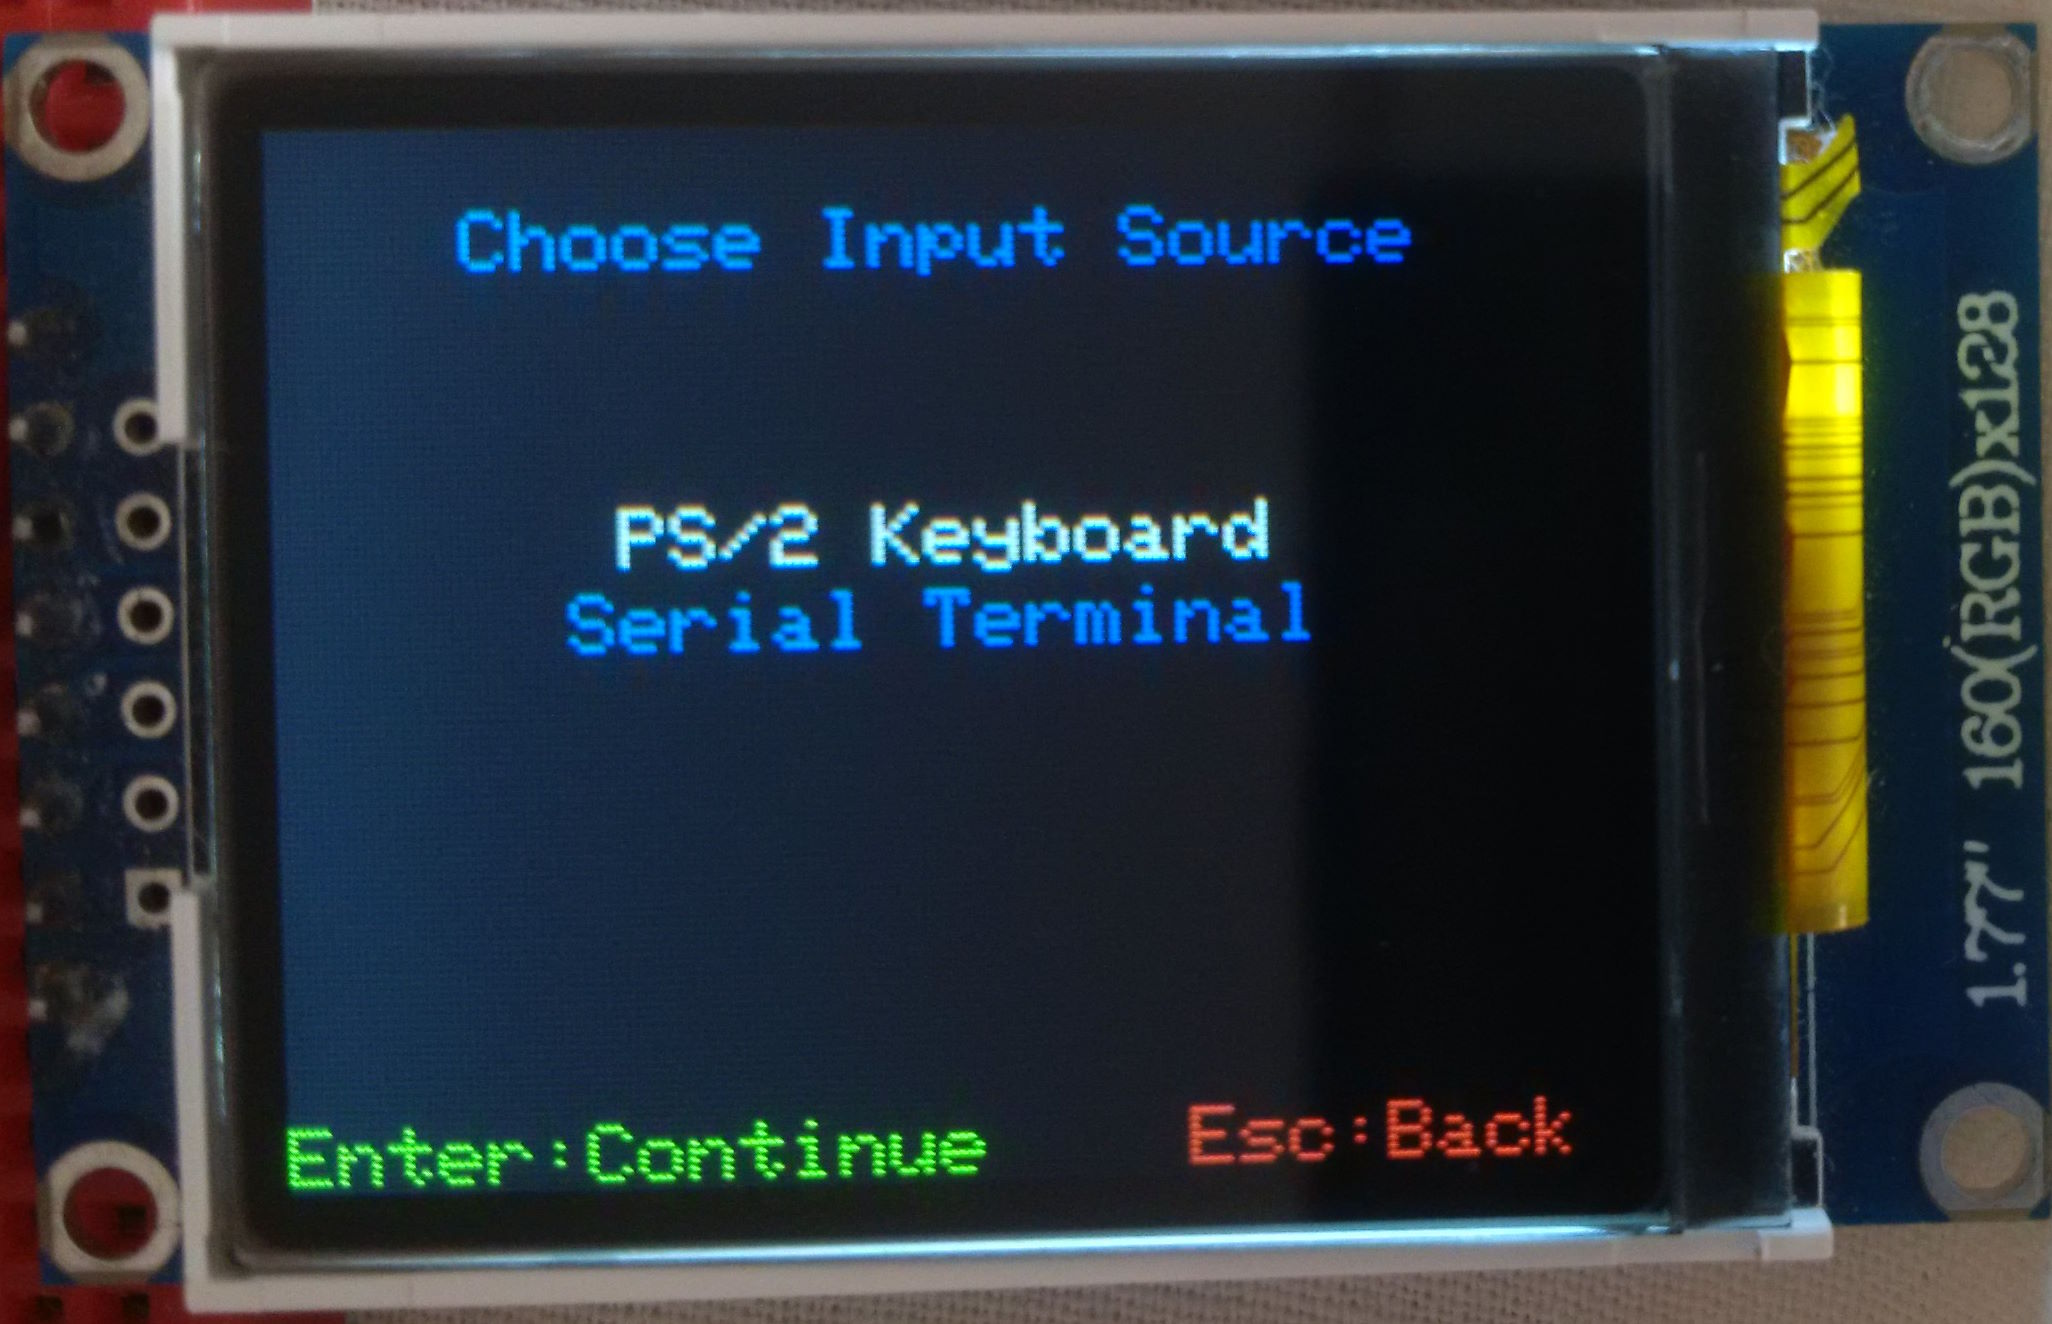 Choose Input Source
PS/2 Keyboard
Serial Terminal
Enter:Continue
Esc:Back
1.77" 160(RGB)x128